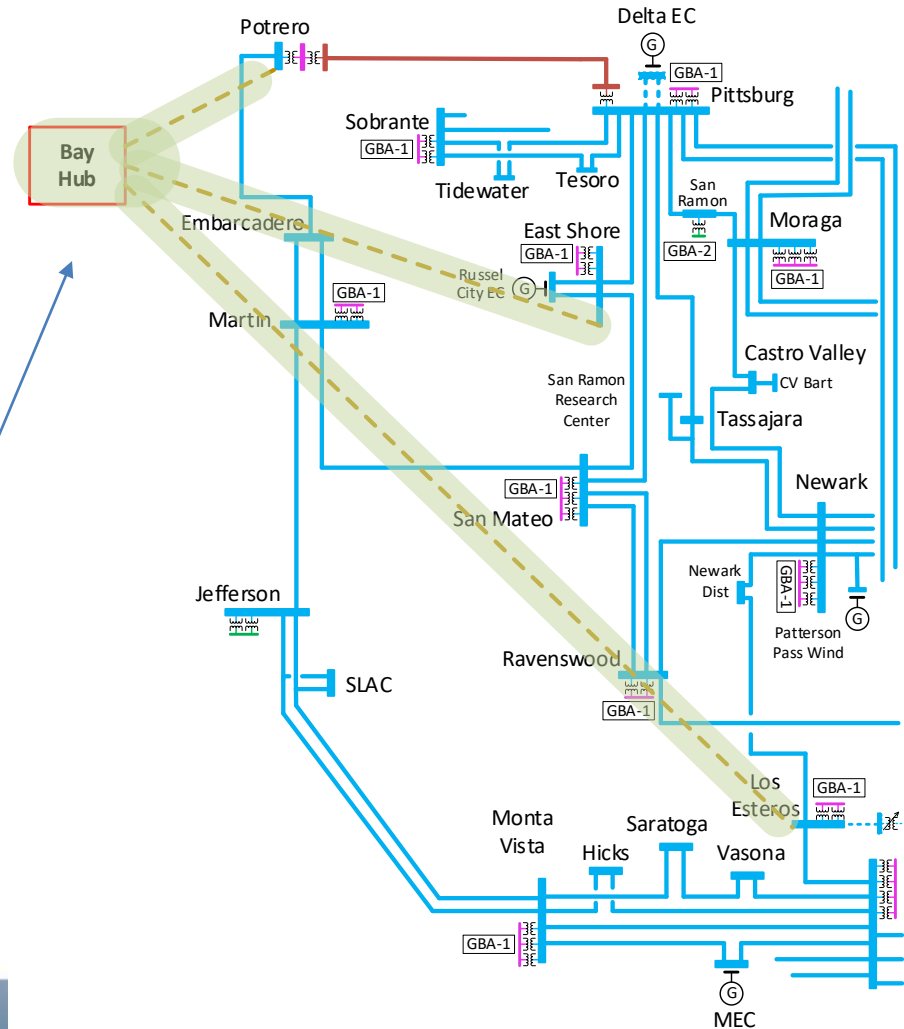 Delta EC
Potrero
G
GBA-1
Pittsburg
Sobrante
GBA-1
Tidewater
Tesoro
San
Ramon
GBA-2
Moraga
GBA-1
Bay
Hub
Embarcadero
East Shore
GBA-1
Russel
City EC
G
GBA-1
Martin
San Ramon
Research
Center
Castro Valley
CV Bart
Tassajara
GBA-1
San Mateo
Newark
Newark
Dist
GBA-1
G
Patterson
Pass Wind
Jefferson
SLAC
Ravenswood
GBA-1
Los
Esteros
GBA-1
Monta
Vista
Hicks
Saratoga
Vasona
GBA-1
G
MEC